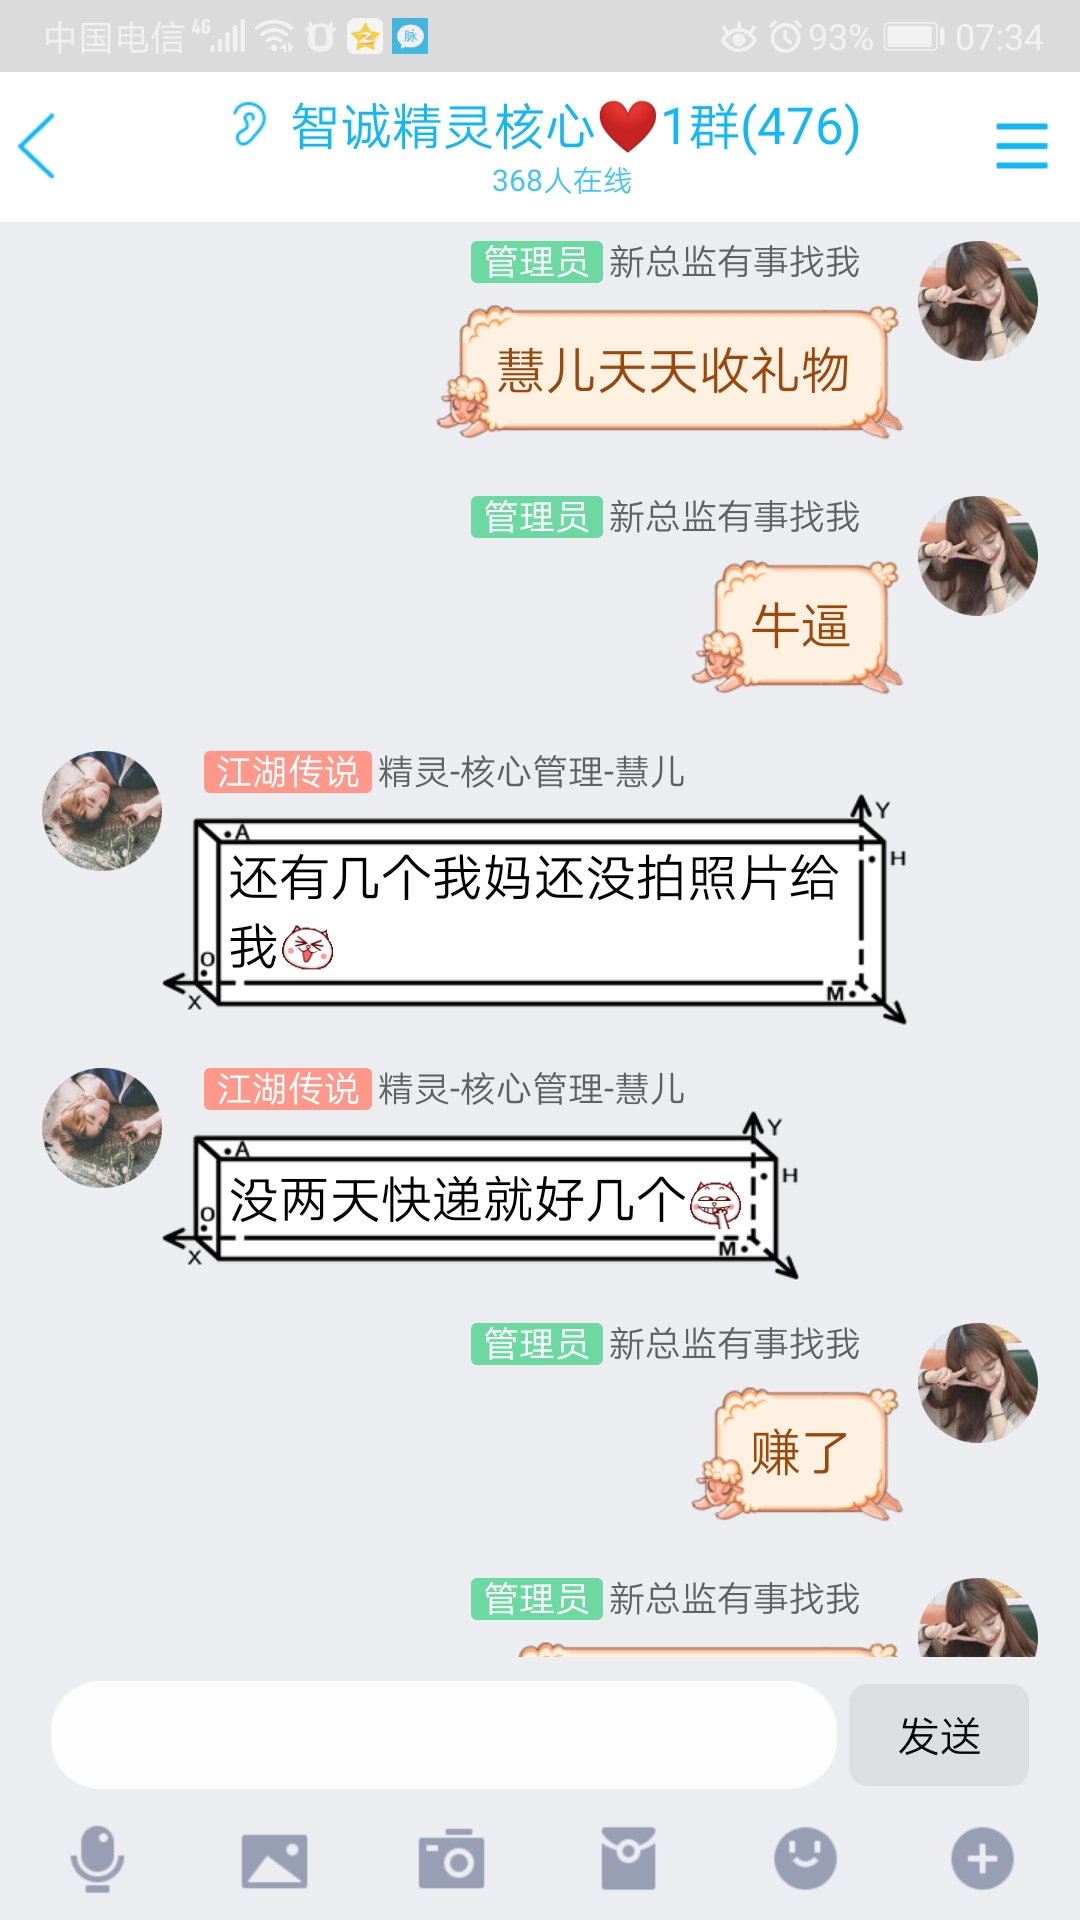 中国电信 4G 脉 93% 07:34
智诚精灵核心❤️1群(476)
368人在线
管理员 新总监有事找我
慧儿天天收礼物
管理员 新总监有事找我
牛逼
江湖传说 精灵-核心管理-慧儿
A Y
H
还有几个我妈还没拍照片给
我
O
X M
江湖传说 精灵-核心管理-慧儿
A Y
H
没两天快递就好几个
O
X M
管理员 新总监有事找我
赚了
管理员 新总监有事找我
发送